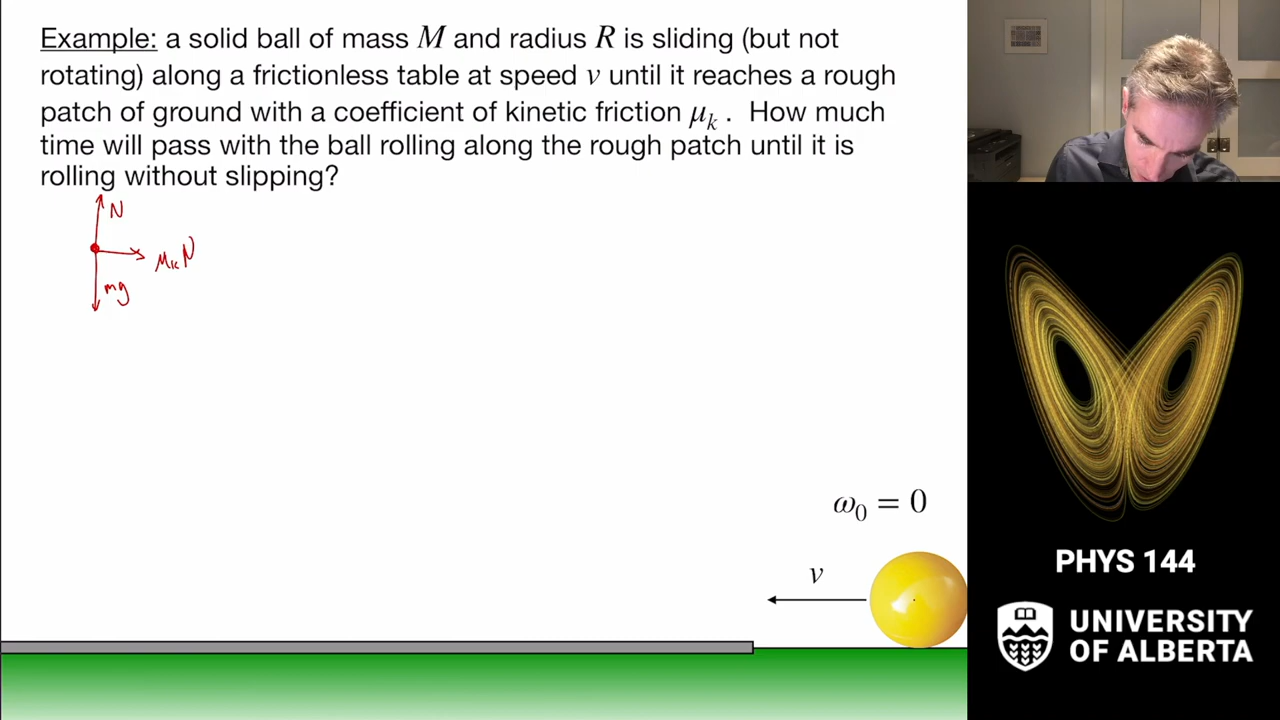 Example: a solid ball of mass M and radius R is sliding (but not
rotating) along a frictionless table at speed v until it reaches a rough
patch of ground with a coefficient of kinetic friction μₖ . How much
time will pass with the ball rolling along the rough patch until it is
rolling without slipping?
N
μₖN
mg
ω₀ = 0
v
PHYS 144
UNIVERSITY
OF ALBERTA